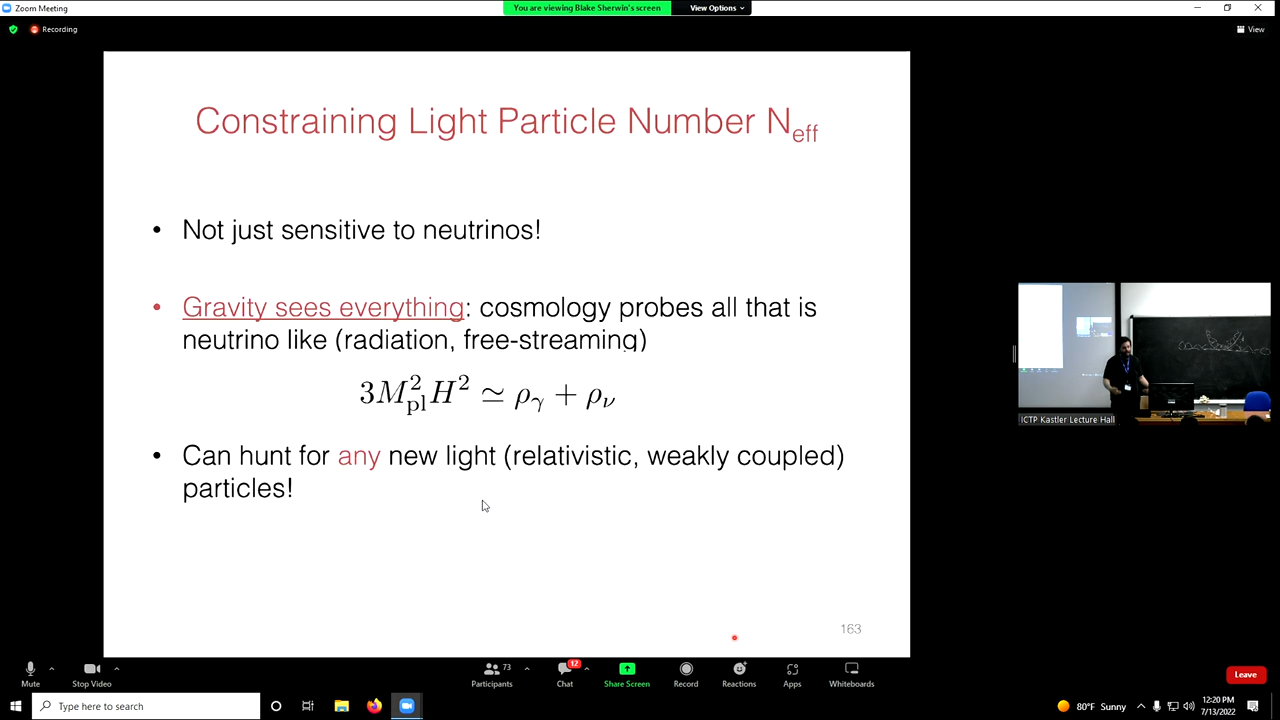 Zoom Meeting
You are viewing Blake Sherwin's screen
View Options
Recording
View
Constraining Light Particle Number Neff
• Not just sensitive to neutrinos!
• Gravity sees everything: cosmology probes all that is
neutrino like (radiation, free-streaming)
3M²pl H² ≃ ργ + ρν
• Can hunt for any new light (relativistic, weakly coupled)
particles!
163
ICTP Kastler Lecture Hall
Mute
Stop Video
Participants
73
Chat
12
Share Screen
Record
Reactions
Apps
Whiteboards
Leave
Type here to search
80°F Sunny
12:20 PM
7/13/2022